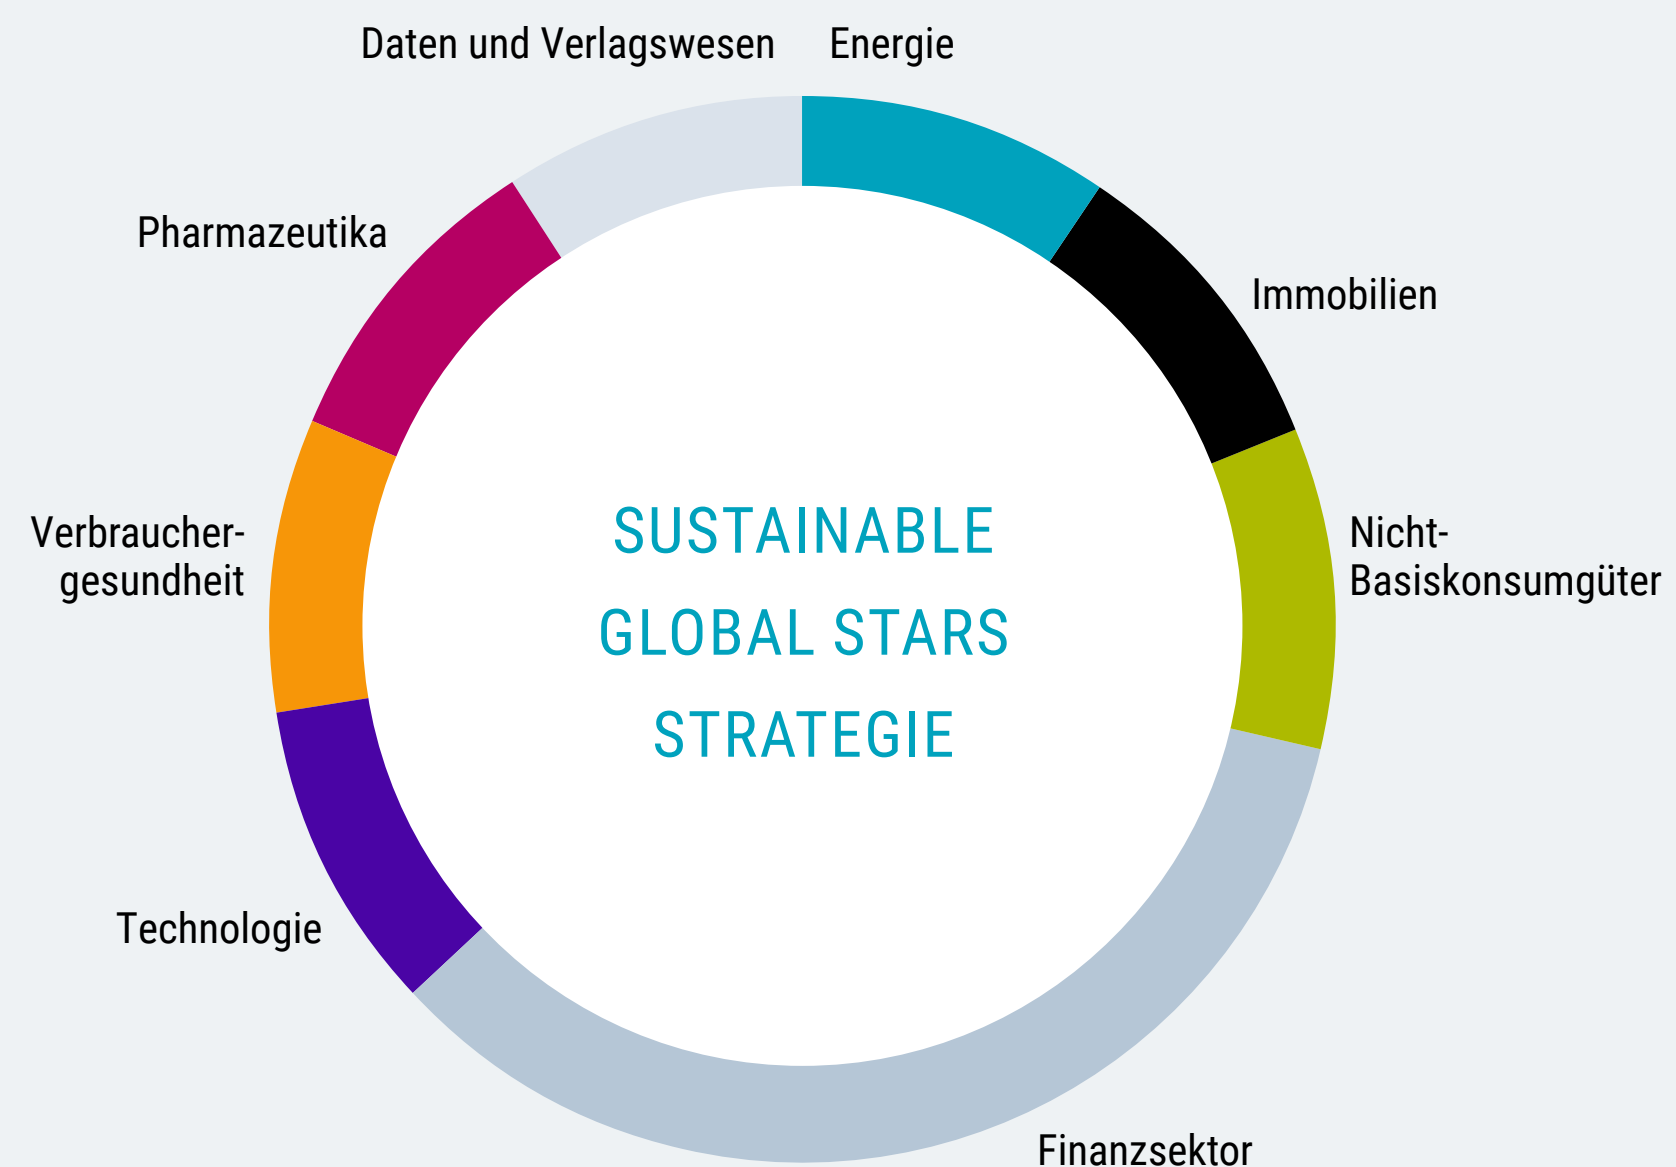 Daten und Verlagswesen
Energie
Pharmazeutika
Immobilien
Verbraucher-
gesundheit
SUSTAINABLE
GLOBAL STARS
STRATEGIE
Nicht-
Basiskonsumgüter
Technologie
Finanzsektor